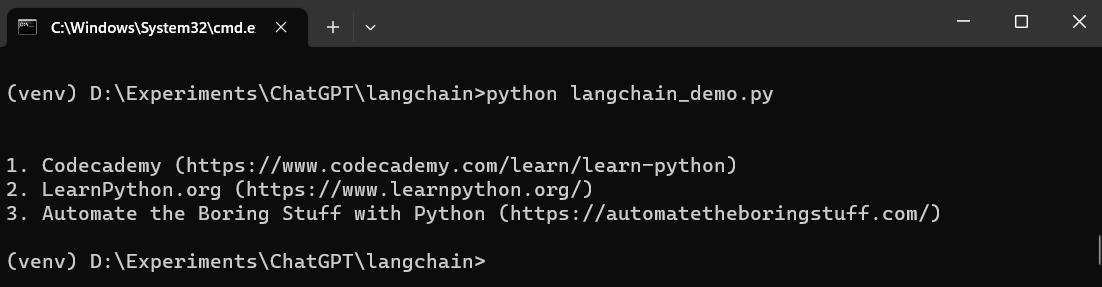 C:\Windows\System32\cmd.e
(venv) D:\Experiments\ChatGPT\langchain>python langchain_demo.py
1. Codecademy (https://www.codecademy.com/learn/learn-python)
2. LearnPython.org (https://www.learnpython.org/)
3. Automate the Boring Stuff with Python (https://automatetheboringstuff.com/)
(venv) D:\Experiments\ChatGPT\langchain>